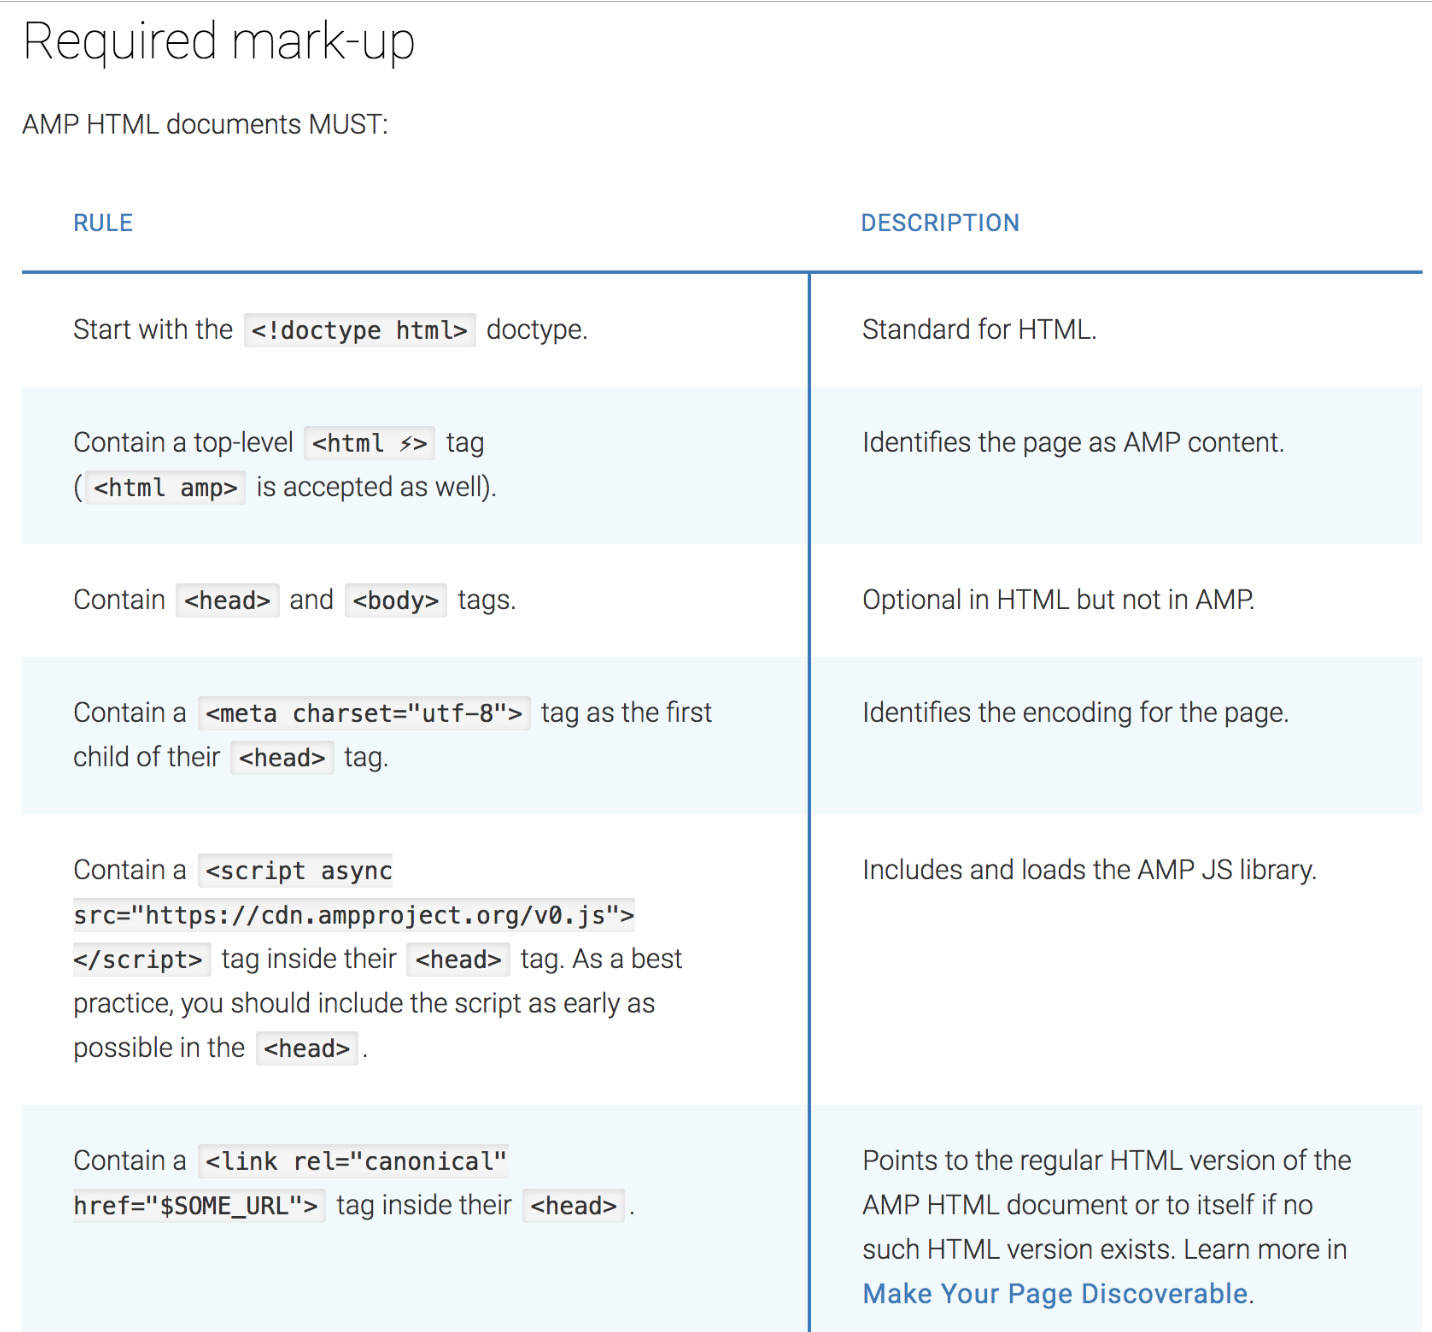 Required mark-up
AMP HTML documents MUST:
RULE
DESCRIPTION
Start with the <!doctype html> doctype.
Standard for HTML.
Contain a top-level <html ⚡> tag
(<html amp> is accepted as well).
Identifies the page as AMP content.
Contain <head> and <body> tags.
Optional in HTML but not in AMP.
Contain a <meta charset="utf-8"> tag as the first
child of their <head> tag.
Identifies the encoding for the page.
Contain a <script async
src="https://cdn.ampproject.org/v0.js">
</script> tag inside their <head> tag. As a best
practice, you should include the script as early as
possible in the <head>.
Includes and loads the AMP JS library.
Contain a <link rel="canonical"
href="$SOME_URL"> tag inside their <head>.
Points to the regular HTML version of the
AMP HTML document or to itself if no
such HTML version exists. Learn more in
Make Your Page Discoverable.